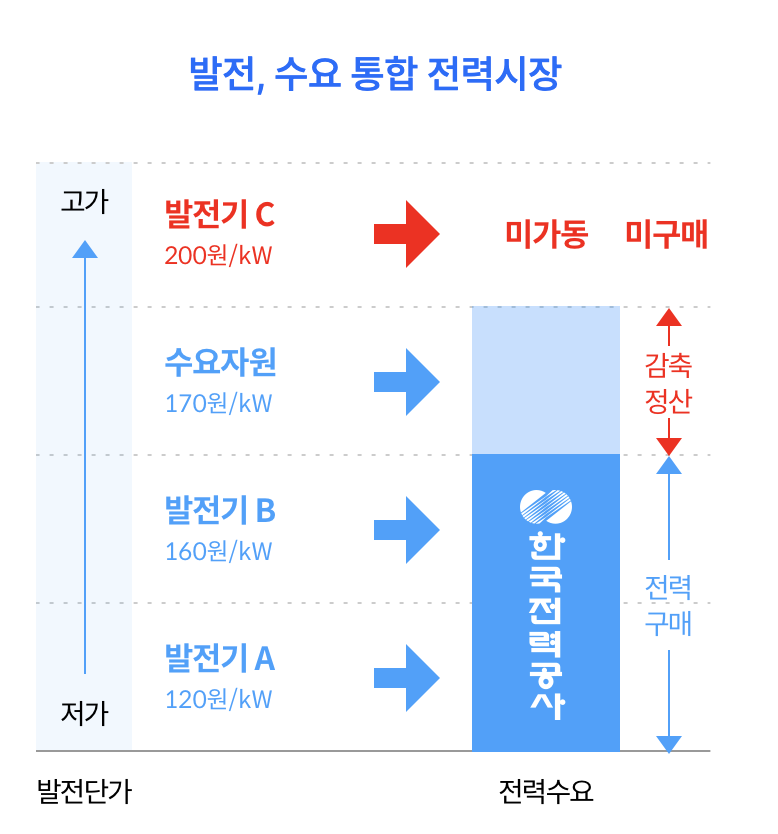 발전, 수요 통합 전력시장
고가
발전기 C
200원/kW
미가동
미구매
수요자원
170원/kW
감축
정산
발전기 B
160원/kW
한국전력공사
전력
구매
발전기 A
120원/kW
저가
발전단가
전력수요